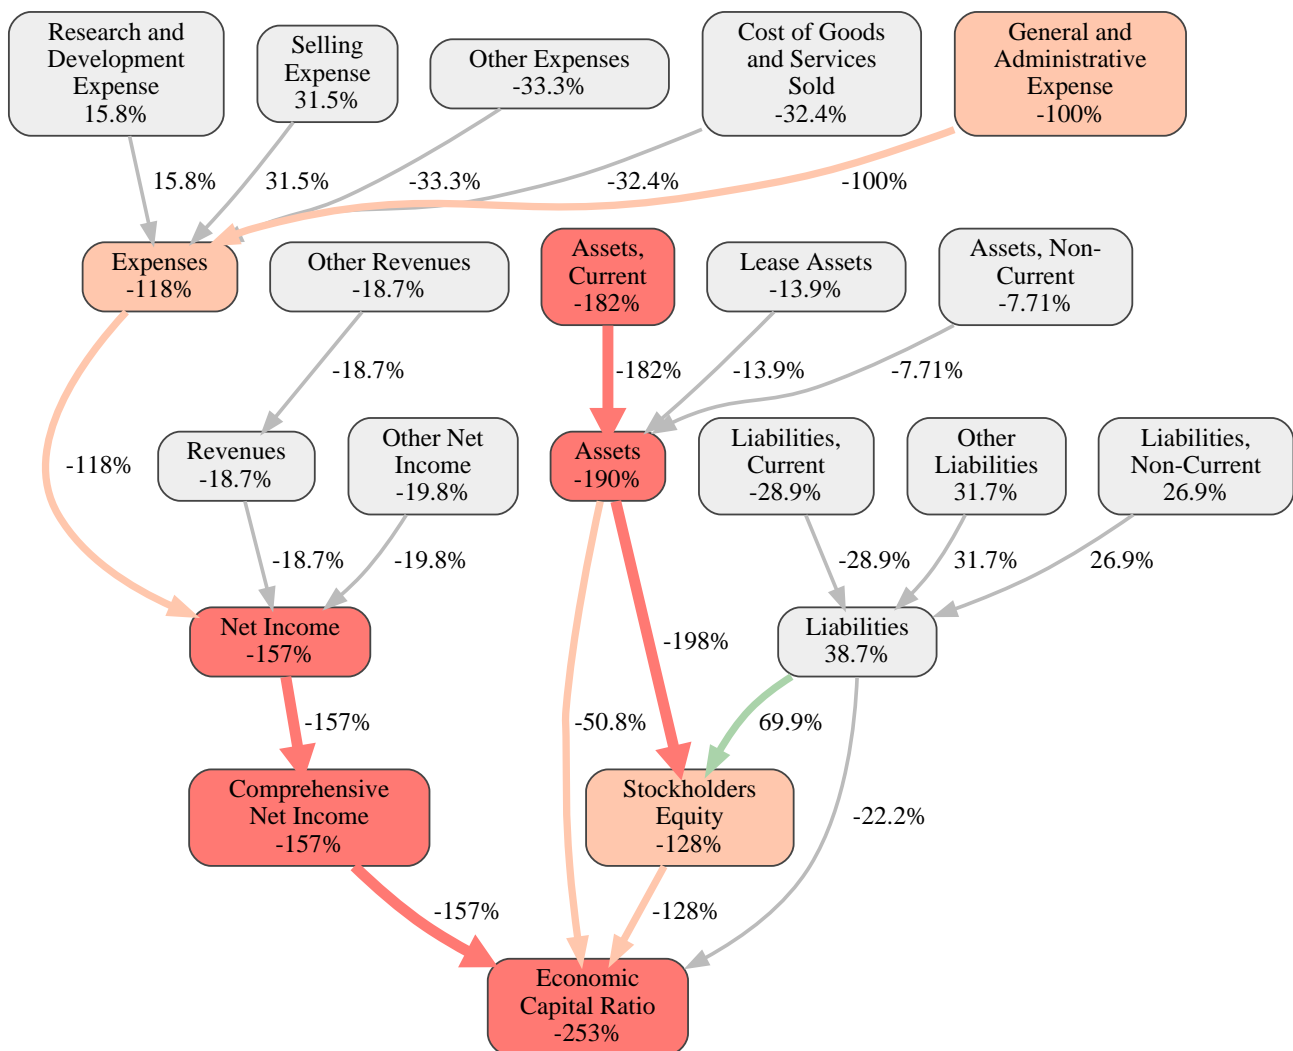 Research and
Development
Expense
15.8%
Selling
Expense
31.5%
Other Expenses
-33.3%
Cost of Goods
and Services
Sold
-32.4%
General and
Administrative
Expense
-100%
15.8%
31.5%
-33.3%
-32.4%
-100%
Expenses
-118%
Other Revenues
-18.7%
Assets,
Current
-182%
Lease Assets
-13.9%
Assets, Non-
Current
-7.71%
-18.7%
-182%
-13.9%
-7.71%
-118%
Revenues
-18.7%
Other Net
Income
-19.8%
Assets
-190%
Liabilities,
Current
-28.9%
Other
Liabilities
31.7%
Liabilities,
Non-Current
26.9%
-18.7%
-19.8%
-28.9%
31.7%
26.9%
Net Income
-157%
-198%
Liabilities
38.7%
-157%
-50.8%
69.9%
Comprehensive
Net Income
-157%
Stockholders
Equity
-128%
-22.2%
-157%
-128%
Economic
Capital Ratio
-253%